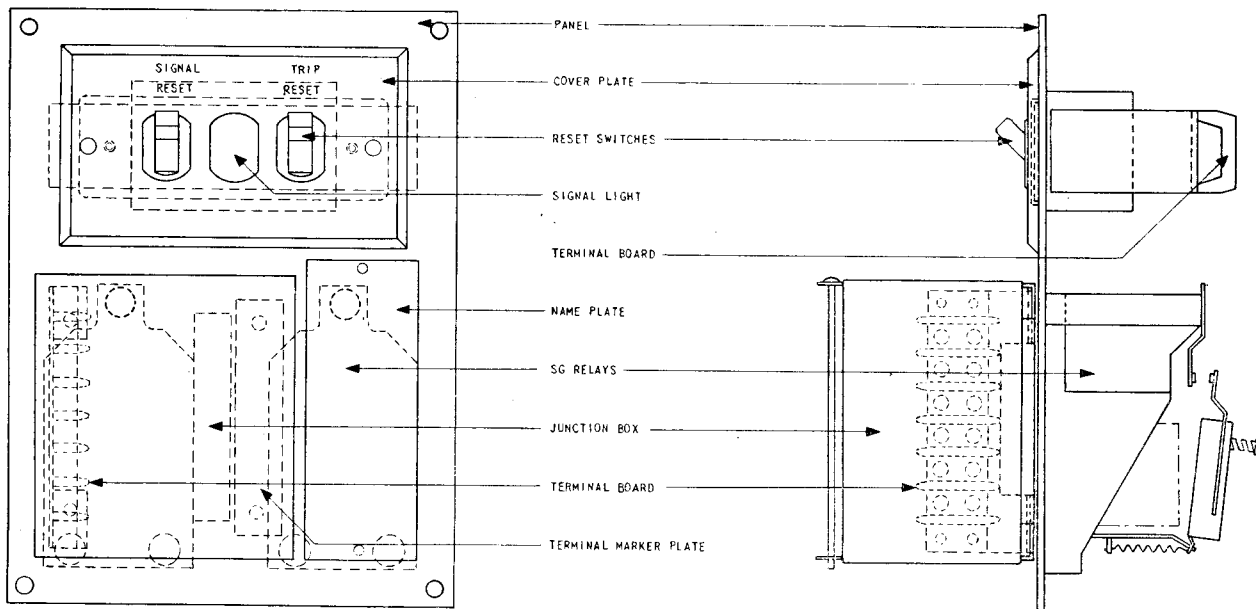 PANEL
SIGNAL
RESET
TRIP
RESET
COVER PLATE
RESET SWITCHES
SIGNAL LIGHT
TERMINAL BOARD
NAME PLATE
SG RELAYS
JUNCTION BOX
TERMINAL BOARD
TERMINAL MARKER PLATE